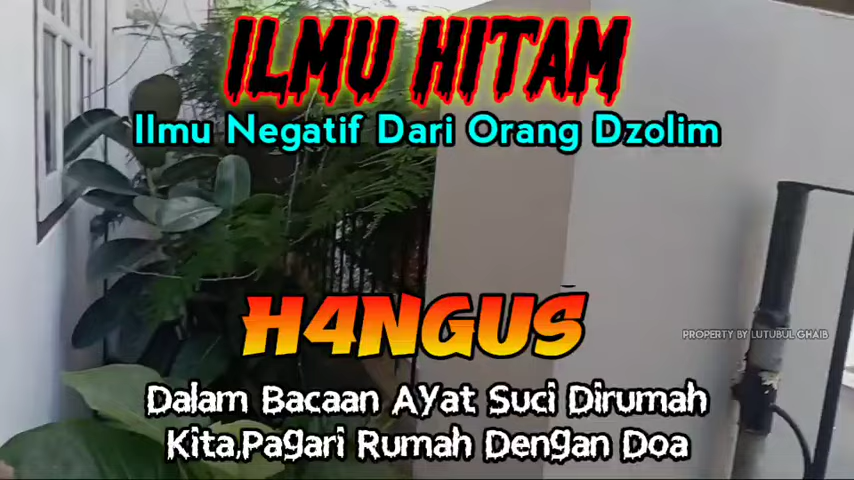 ILMU HITAM
Ilmu Negatif Dari Orang Dzolim
H4NGUS
PROPERTY BY LUTUBUL GHAIB
Dalam Bacaan Ayat Suci Dirumah
Kita,Pagari Rumah Dengan Doa